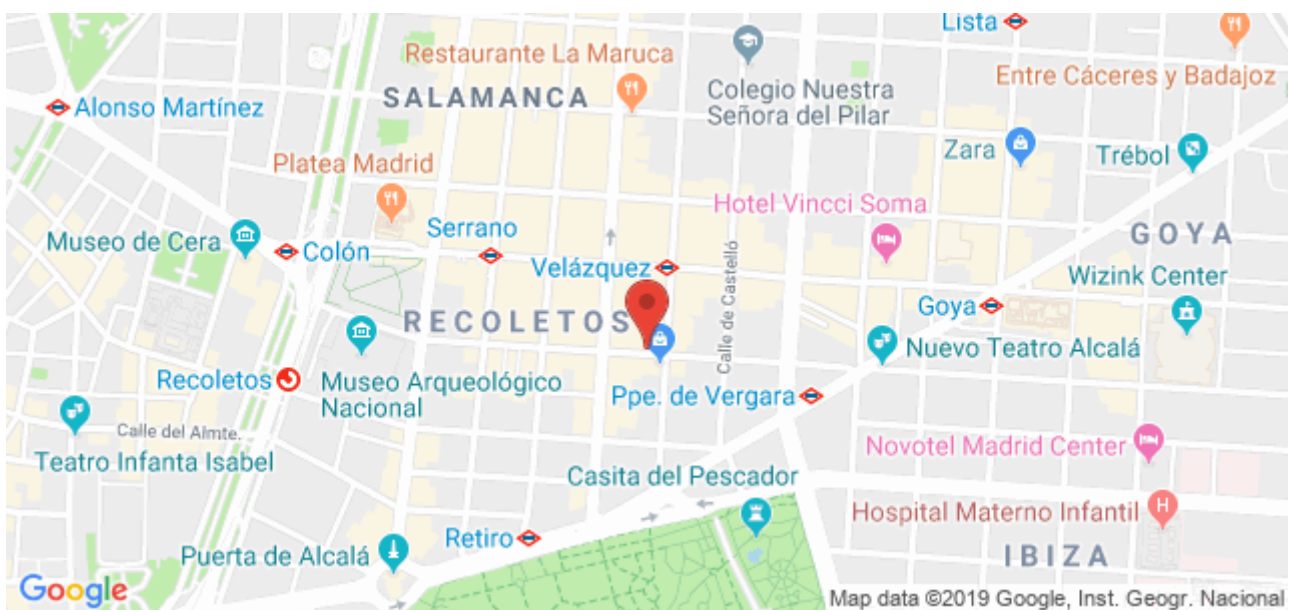 Lista
Restaurante La Maruca
Entre Cáceres y Badajoz
Colegio Nuestra
Señora del Pilar
SALAMANCA
Alonso Martínez
Zara
Trébol
Platea Madrid
Hotel Vincci Soma
Serrano
GOYA
Museo de Cera
Colón
Velázquez
Calle de Castelló
Wizink Center
Goya
RECOLETOS
Nuevo Teatro Alcalá
Recoletos
Museo Arqueológico
Nacional
Ppe. de Vergara
Calle del Almte.
Teatro Infanta Isabel
Novotel Madrid Center
Casita del Pescador
Hospital Materno Infantil
H
Retiro
Puerta de Alcalá
IBIZA
Google
Map data ©2019 Google, Inst. Geogr. Nacional